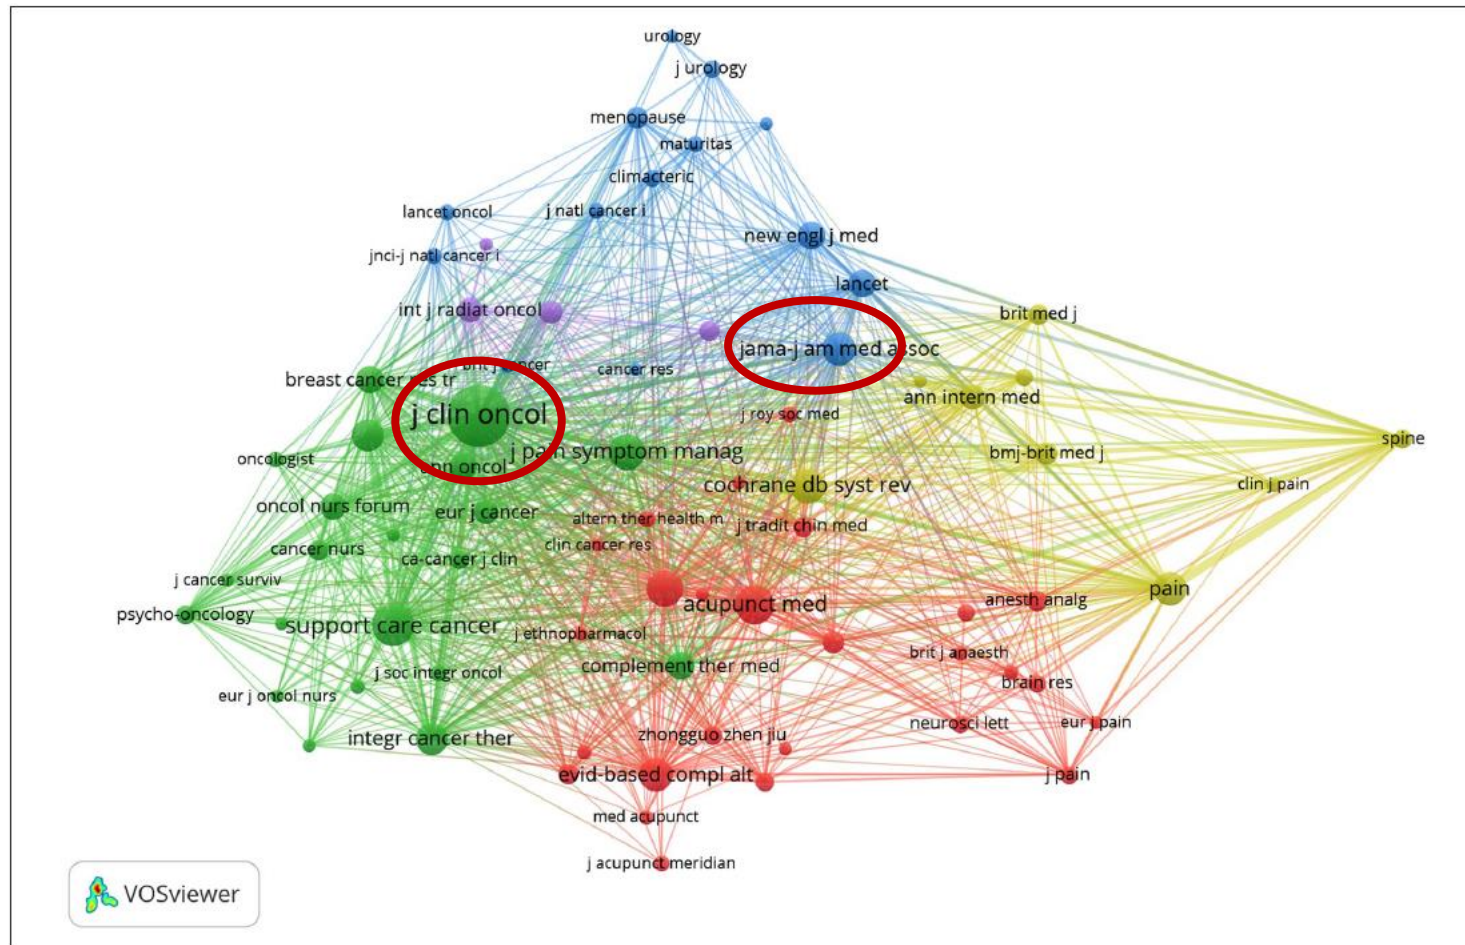 urology
j urology
menopause
maturitas
climacteric
lancet oncol
j natl cancer i
new engl j med
jnci-j natl cancer i
lancet
int j radiat oncol
brit med j
jama-j am med assoc
brit j cancer
cancer res
breast cancer res tr
ann intern med
j clin oncol
j roy soc med
spine
j pain symptom manag
bmj-brit med j
oncologist
ann oncol
cochrane db syst rev
clin j pain
oncol nurs forum
eur j cancer
altern ther health m
j tradit chin med
cancer nurs
ca-cancer j clin
clin cancer res
j cancer surviv
pain
psycho-oncology
acupunct med
anesth analg
support care cancer
j ethnopharmacol
brit j anaesth
j soc integr oncol
complement ther med
brain res
eur j oncol nurs
integr cancer ther
zhongguo zhen jiu
neurosci lett
eur j pain
evid-based compl alt
j pain
med acupunct
j acupunct meridian
VOSviewer